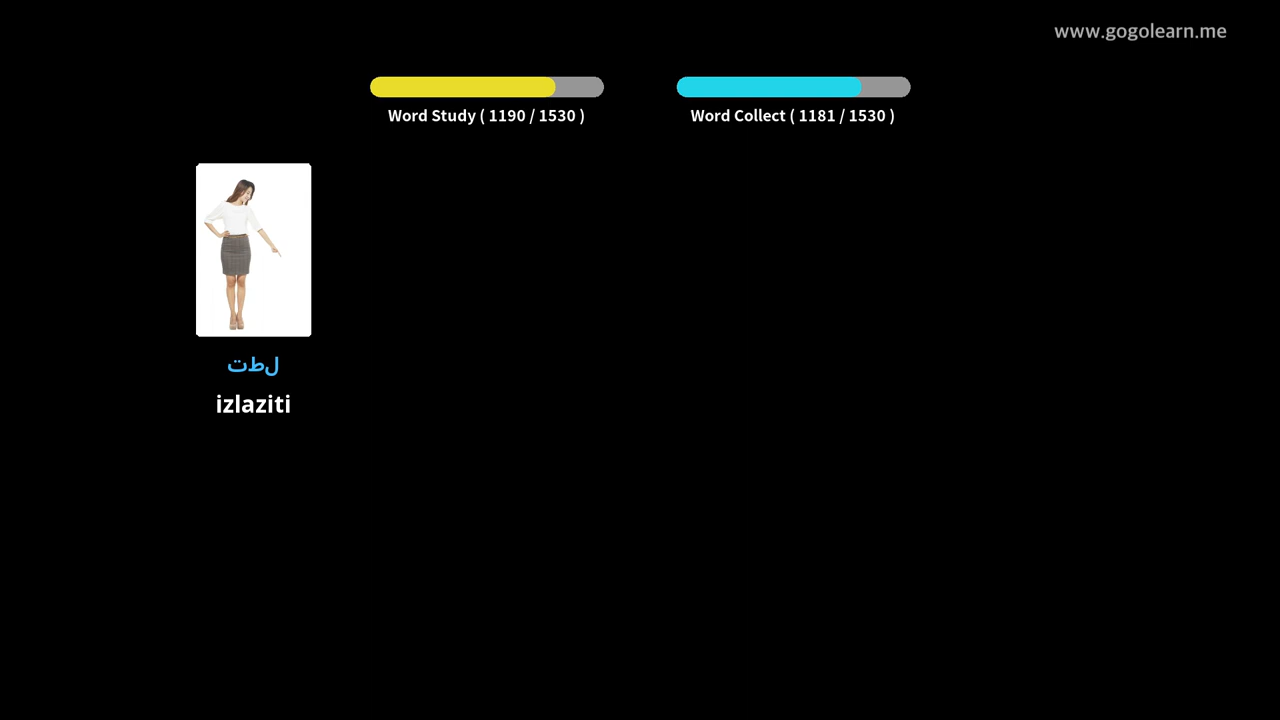 www.gogolearn.me
Word Study ( 1190 / 1530 )
Word Collect ( 1181 / 1530 )
لطت
izlaziti